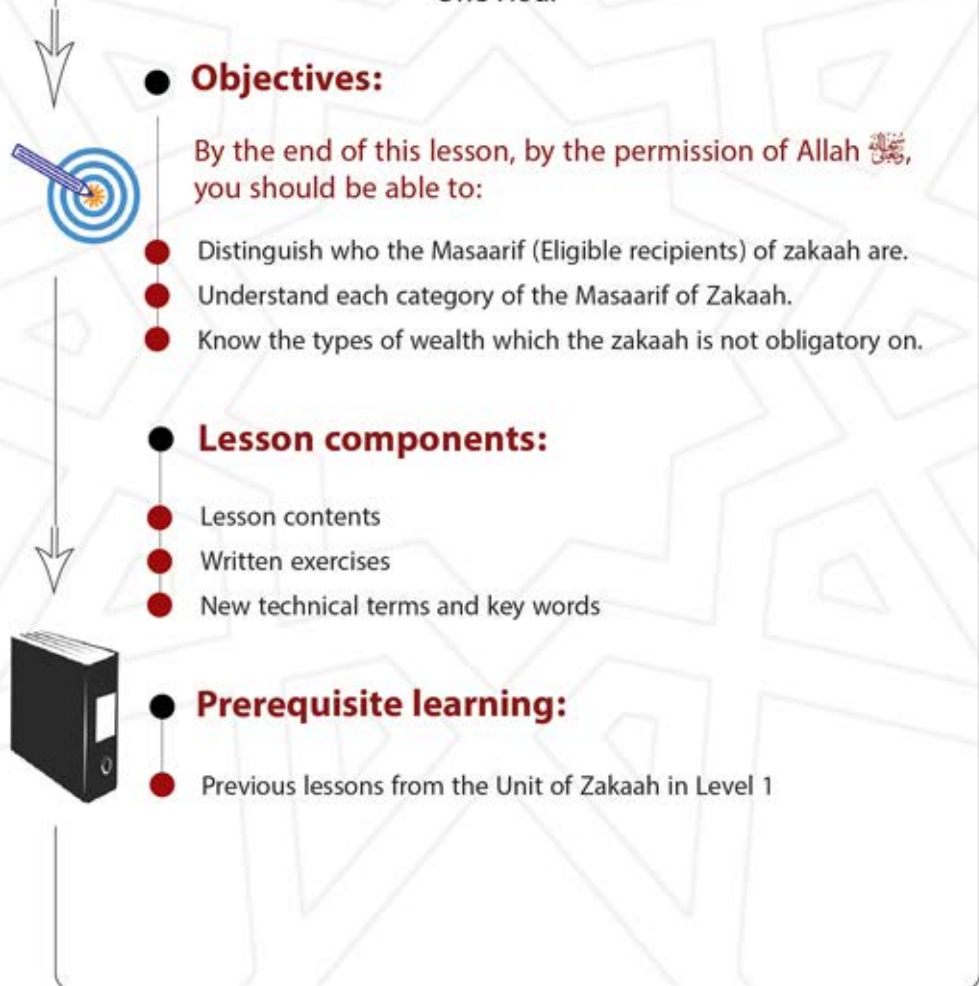 Objectives:
By the end of this lesson, by the permission of Allah ﷻ,
you should be able to:
Distinguish who the Masaarif (Eligible recipients) of zakaah are.
Understand each category of the Masaarif of Zakaah.
Know the types of wealth which the zakaah is not obligatory on.
Lesson components:
Lesson contents
Written exercises
New technical terms and key words
Prerequisite learning:
Previous lessons from the Unit of Zakaah in Level 1